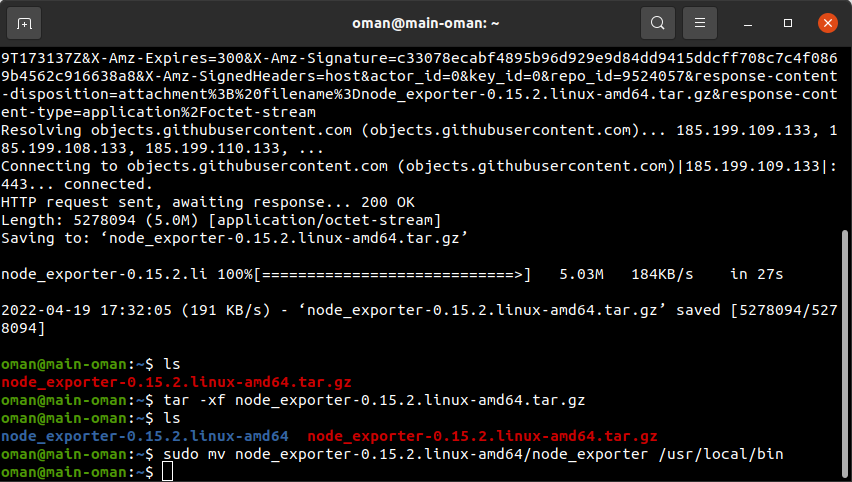 oman@main-oman: ~
9T173137Z&X-Amz-Expires=300&X-Amz-Signature=c33078ecabf4895b96d929e9d84dd9415ddcff708c7c4f086
9b4562c916638a8&X-Amz-SignedHeaders=host&actor_id=0&key_id=0&repo_id=9524057&response-content
-disposition=attachment%3B%20filename%3Dnode_exporter-0.15.2.linux-amd64.tar.gz&response-cont
ent-type=application%2Foctet-stream
Resolving objects.githubusercontent.com (objects.githubusercontent.com)... 185.199.109.133, 1
85.199.108.133, 185.199.110.133, ...
Connecting to objects.githubusercontent.com (objects.githubusercontent.com)|185.199.109.133|:
443... connected.
HTTP request sent, awaiting response... 200 OK
Length: 5278094 (5.0M) [application/octet-stream]
Saving to: ‘node_exporter-0.15.2.linux-amd64.tar.gz’
node_exporter-0.15.2.li 100%[============================>]   5.03M   184KB/s    in 27s
2022-04-19 17:32:05 (191 KB/s) - ‘node_exporter-0.15.2.linux-amd64.tar.gz’ saved [5278094/527
8094]
oman@main-oman:~$ ls
node_exporter-0.15.2.linux-amd64.tar.gz
oman@main-oman:~$ tar -xf node_exporter-0.15.2.linux-amd64.tar.gz
oman@main-oman:~$ ls
node_exporter-0.15.2.linux-amd64  node_exporter-0.15.2.linux-amd64.tar.gz
oman@main-oman:~$ sudo mv node_exporter-0.15.2.linux-amd64/node_exporter /usr/local/bin
oman@main-oman:~$